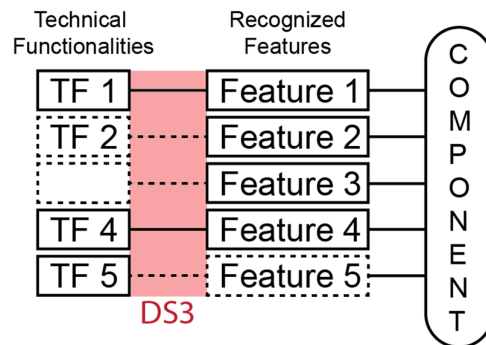 Technical
Functionalities
Recognized
Features
TF 1
Feature 1
TF 2
Feature 2
Feature 3
TF 4
Feature 4
TF 5
Feature 5
DS3
COMPONENT